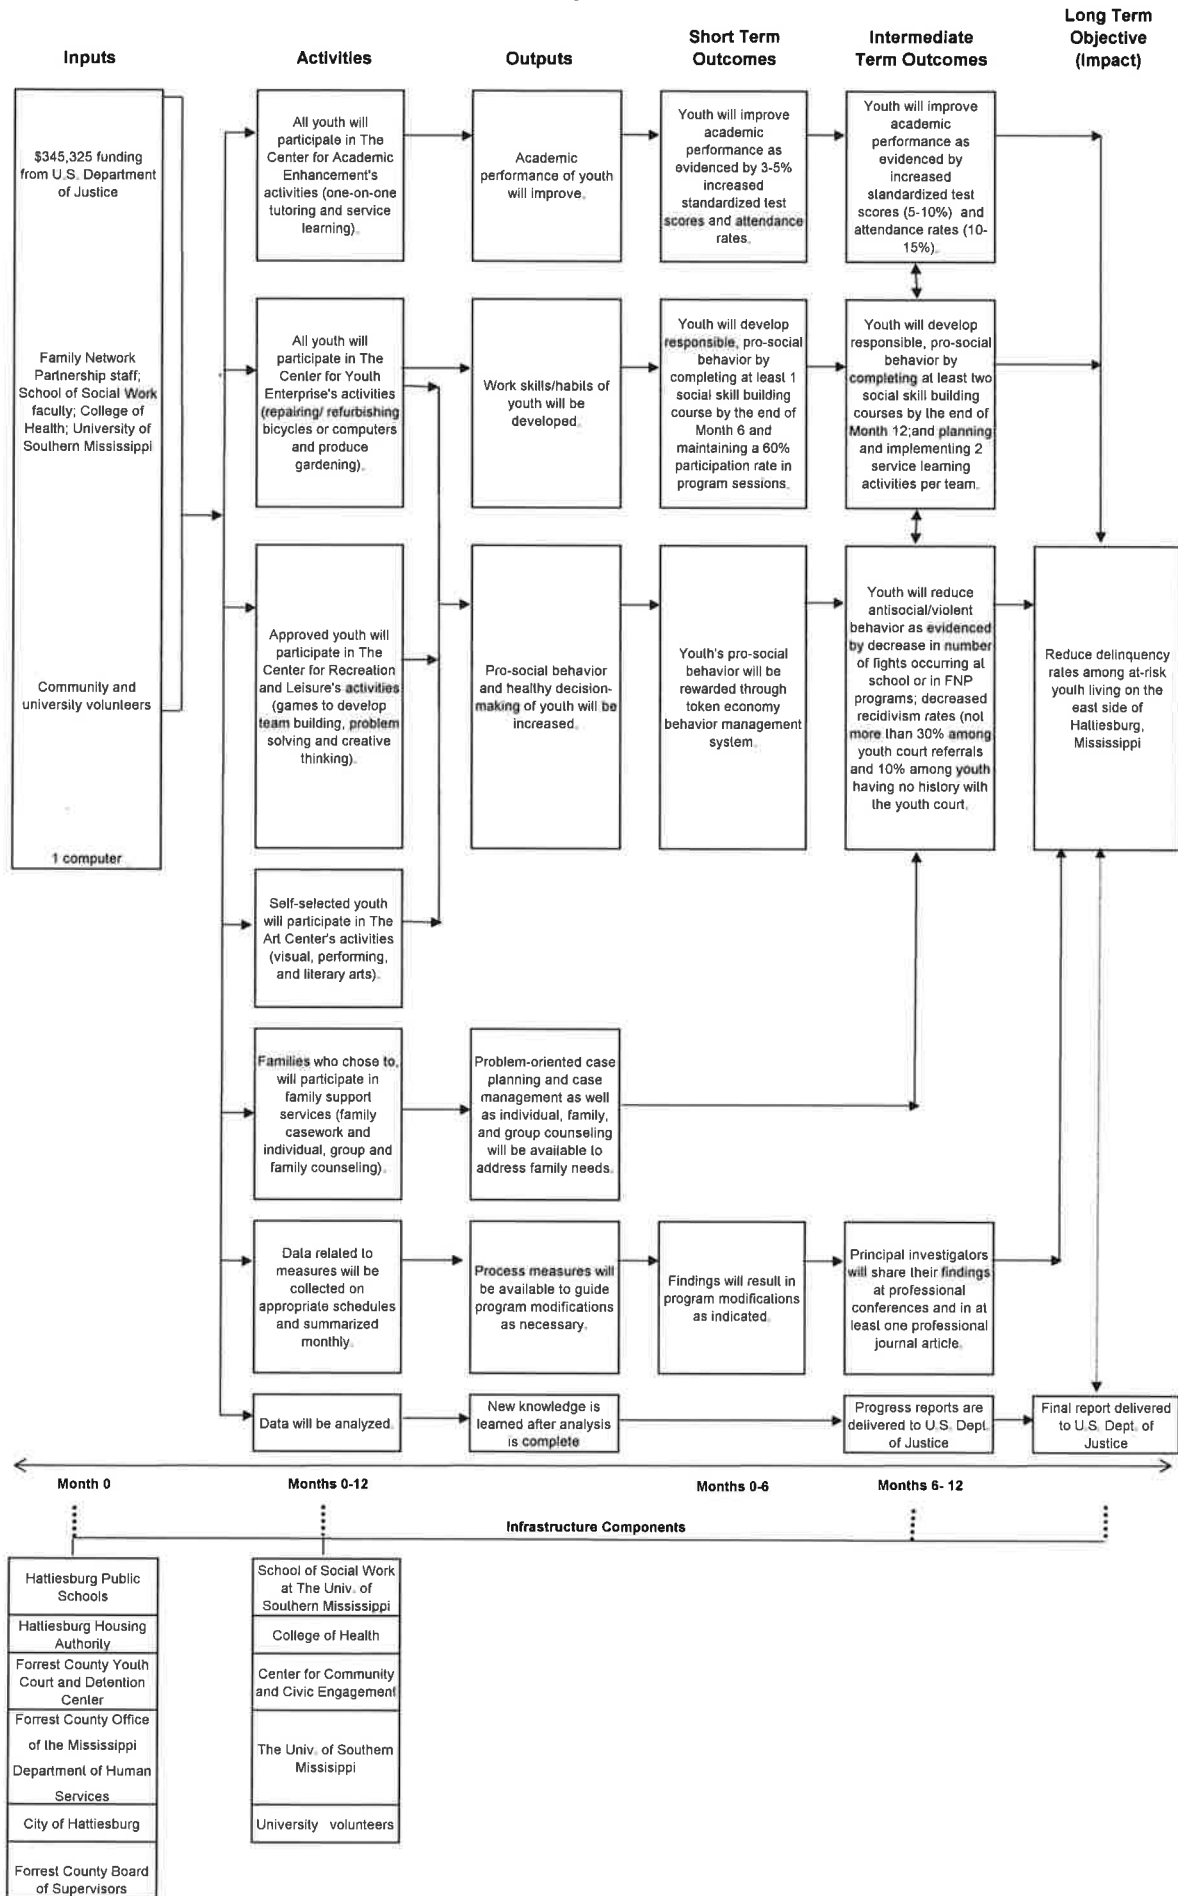 Inputs
Activities
Outputs
Short Term
Outcomes
Intermediate
Term Outcomes
Long Term
Objective
(Impact)
$345,325 funding
from U.S. Department
of Justice
Family Network
Partnership staff;
School of Social Work
faculty; College of
Health; University of
Southern Mississippi
Community and
university volunteers
1 computer
All youth will
participate in The
Center for Academic
Enhancement's
activities (one-on-one
tutoring and service
learning).
Academic
performance of youth
will improve.
Youth will improve
academic
performance as
evidenced by 3-5%
increased
standardized test
scores and attendance
rates.
Youth will improve
academic
performance as
evidenced by
increased
standardized test
scores (5-10%) and
attendance rates (10-
15%).
All youth will
participate in The
Center for Youth
Enterprise's activities
(repairing/ refurbishing
bicycles or computers
and produce
gardening).
Work skills/habits of
youth will be
developed.
Youth will develop
responsible, pro-social
behavior by
completing at least 1
social skill building
course by the end of
Month 6 and
maintaining a 60%
participation rate in
program sessions.
Youth will develop
responsible, pro-social
behavior by
completing at least two
social skill building
courses by the end of
Month 12;and planning
and implementing 2
service learning
activities per team.
Approved youth will
participate in The
Center for Recreation
and Leisure's activities
(games to develop
team building, problem
solving and creative
thinking).
Pro-social behavior
and healthy decision-
making of youth will be
increased.
Youth's pro-social
behavior will be
rewarded through
token economy
behavior management
system.
Youth will reduce
antisocial/violent
behavior as evidenced
by decrease in number
of fights occurring at
school or in FNP
programs; decreased
recidivism rates (not
more than 30% among
youth court referrals
and 10% among youth
having no history with
the youth court.
Reduce delinquency
rates among at-risk
youth living on the
east side of
Hattiesburg,
Mississippi
Self-selected youth
will participate in The
Art Center's activities
(visual, performing,
and literary arts).
Families who chose to,
will participate in
family support
services (family
casework and
individual, group and
family counseling).
Problem-oriented case
planning and case
management as well
as individual, family,
and group counseling
will be available to
address family needs.
Data related to
measures will be
collected on
appropriate schedules
and summarized
monthly.
Process measures will
be available to guide
program modifications
as necessary.
Findings will result in
program modifications
as indicated.
Principal investigators
will share their findings
at professional
conferences and in at
least one professional
journal article.
Data will be analyzed.
New knowledge is
learned after analysis
is complete
Progress reports are
delivered to U.S. Dept.
of Justice
Final report delivered
to U.S. Dept. of
Justice
Month 0
Months 0-12
Months 0-6
Months 6- 12
Infrastructure Components
Hattiesburg Public
Schools
Hattiesburg Housing
Authority
Forrest County Youth
Court and Detention
Center
Forrest County Office
of the Mississippi
Department of Human
Services
City of Hattiesburg
Forrest County Board
of Supervisors
School of Social Work
at The Univ. of
Southern Mississippi
College of Health
Center for Community
and Civic Engagement
The Univ. of Southern
Missisippi
University volunteers